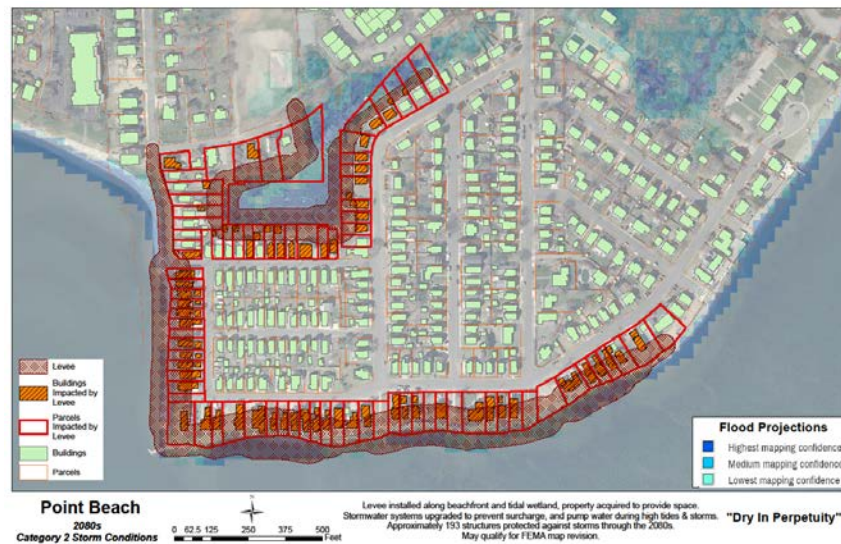 Levee
Buildings
Impacted by
Levee
Parcels
Impacted by
Levee
Buildings
Parcels
Flood Projections
Highest mapping confidence
Medium mapping confidence
Lowest mapping confidence
Point Beach
2080s
Category 2 Storm Conditions
N
0 62.5 125 250 375 500
Feet
Levee installed along beachfront and tidal wetland, property acquired to provide space.
Stormwater systems upgraded to prevent surcharge, and pump water during high tides & storms.
Approximately 193 structures protected against storms through the 2080s.
May qualify for FEMA map revision.
"Dry In Perpetuity"